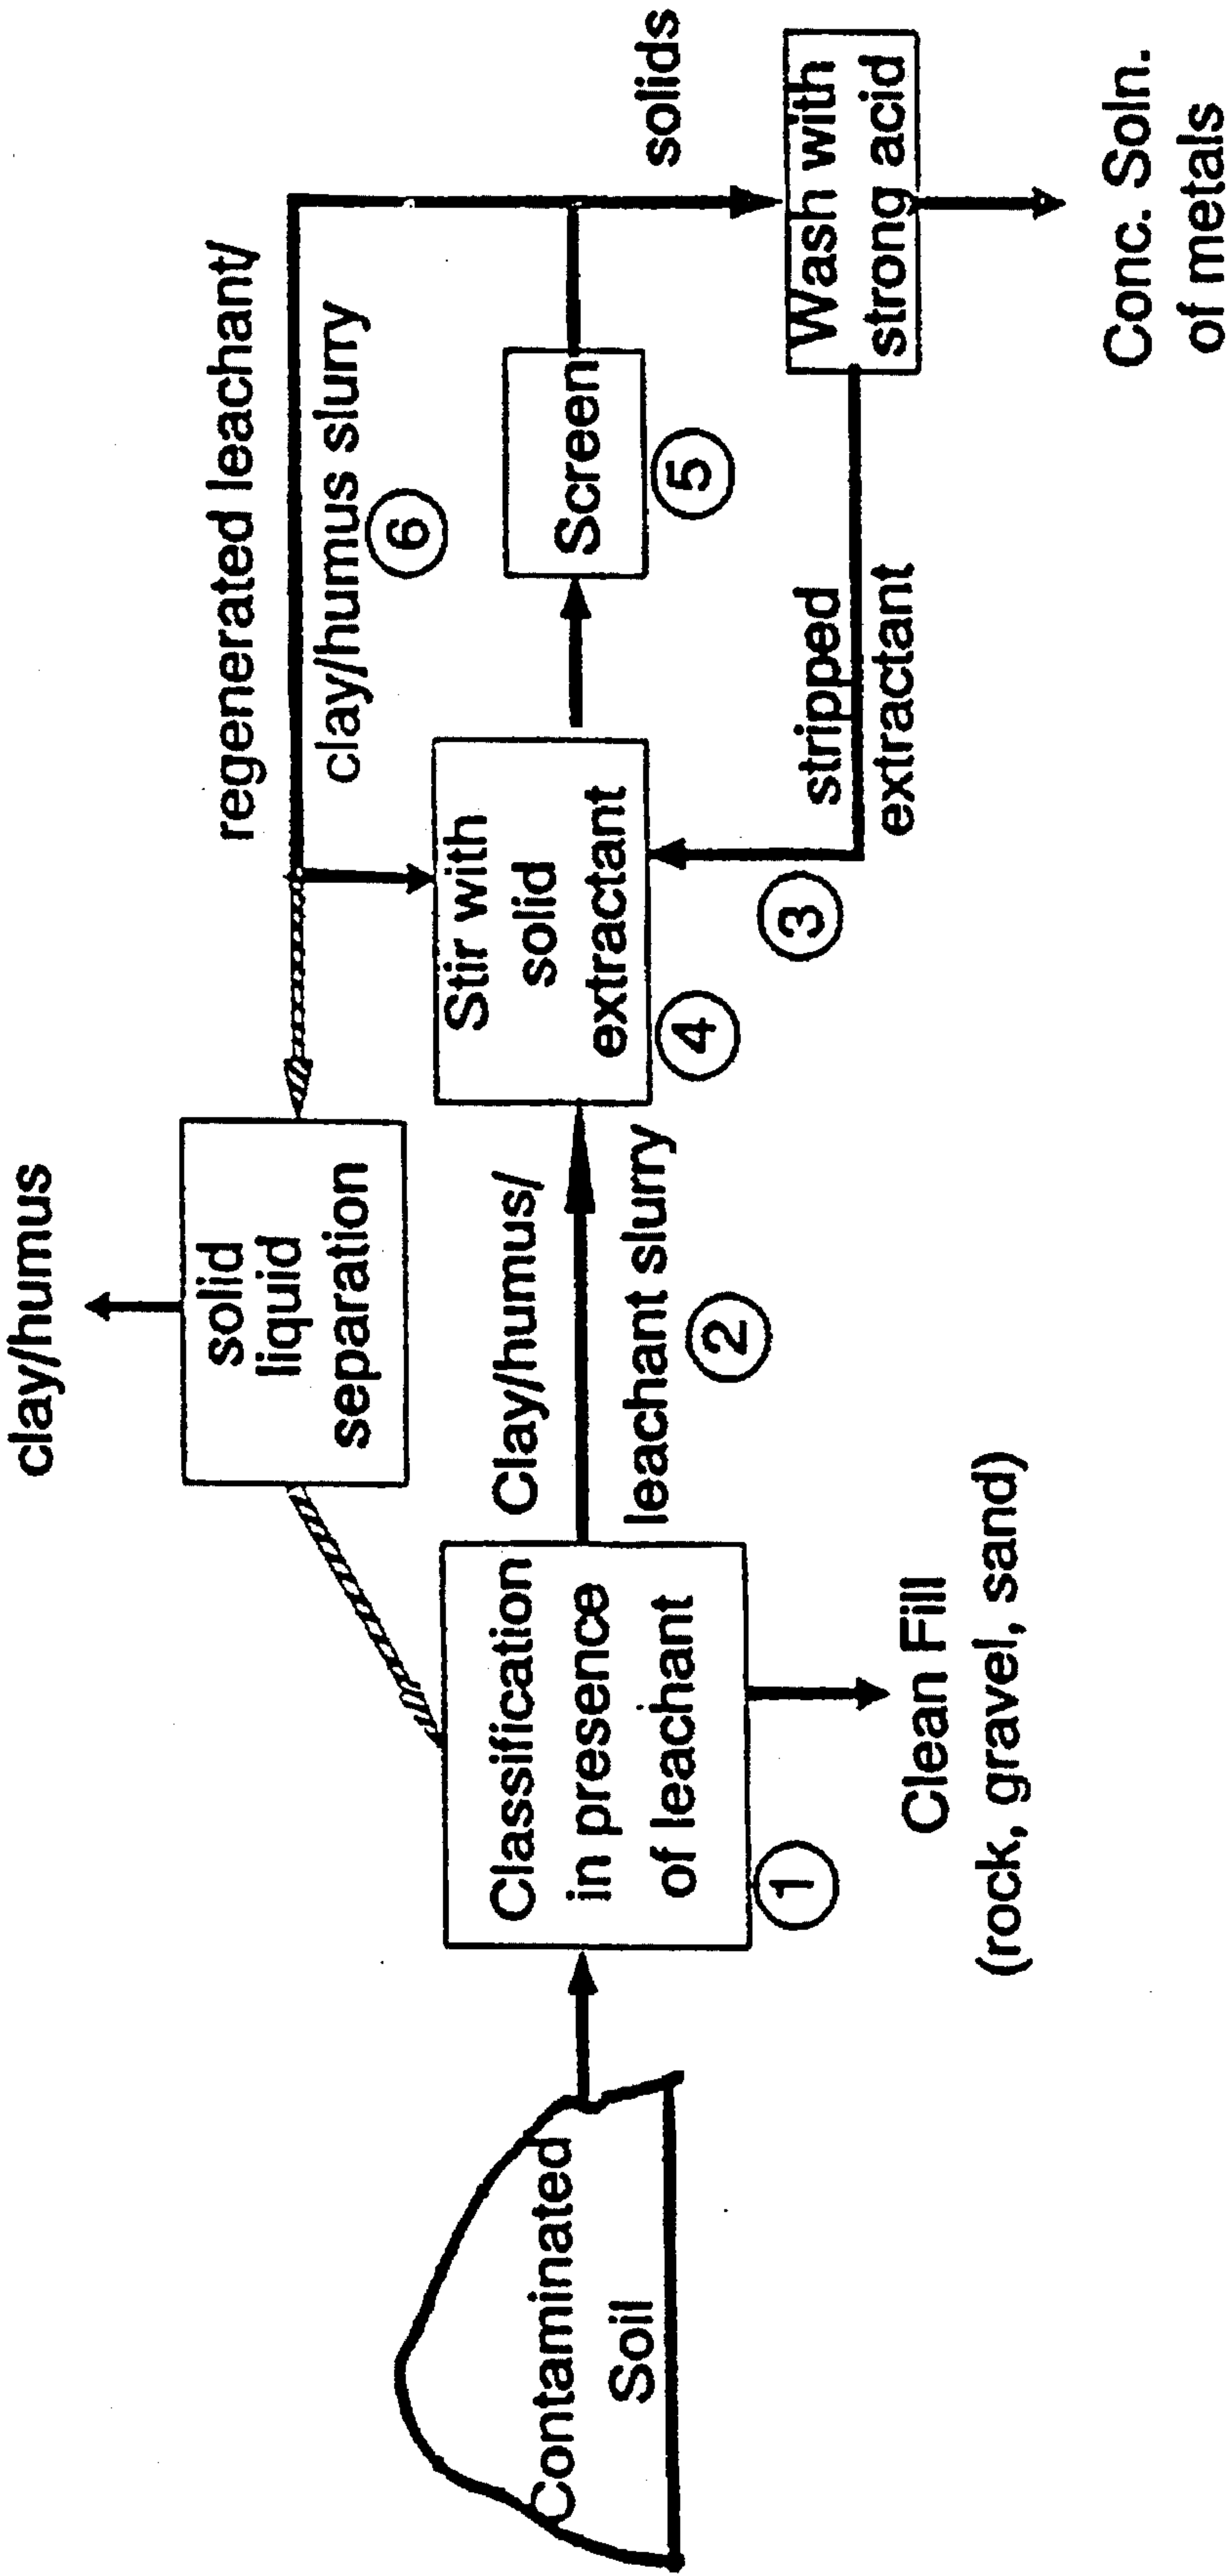 Contaminated
Soil
Classification
in presence
of leachant
1
Clean Fill
(rock, gravel, sand)
Clay/humus/
leachant slurry
2
clay/humus
solid
liquid
separation
Stir with
solid
extractant
4
3
stripped
extractant
regenerated leachant/
clay/humus slurry
6
Screen
5
solids
Wash with
strong acid
Conc. Soln.
of metals